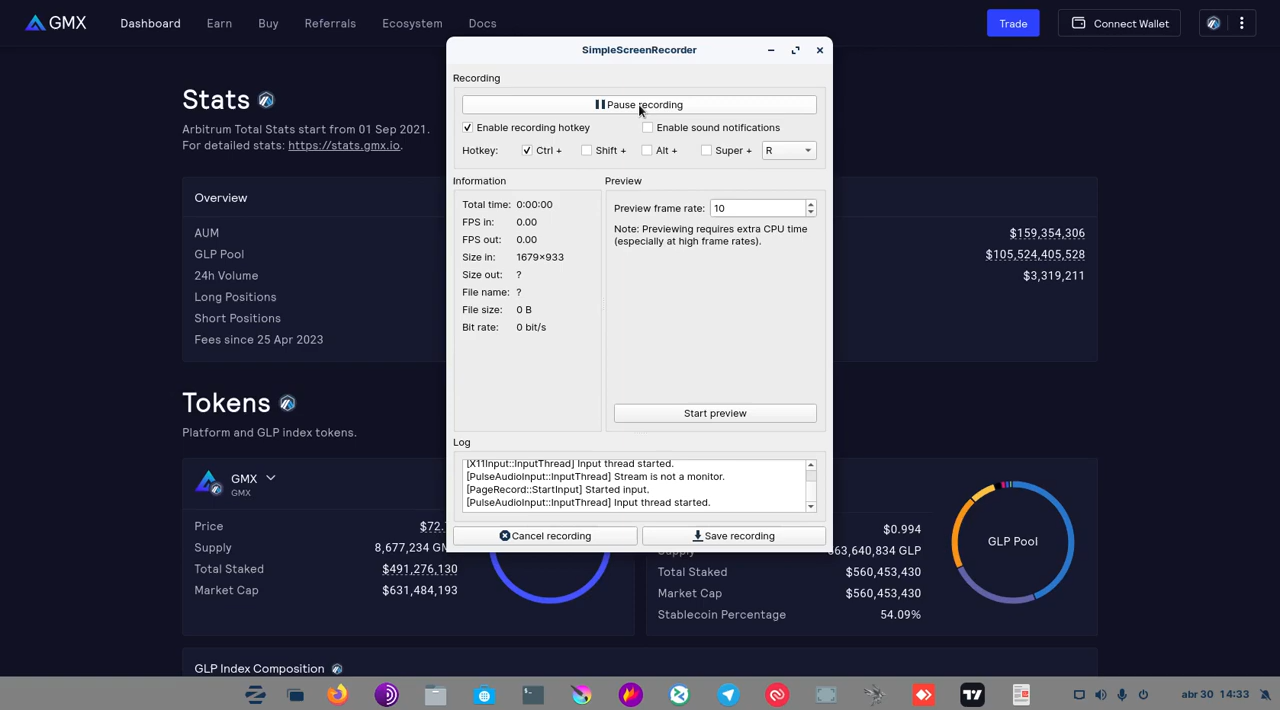 GMX
Dashboard
Earn
Buy
Referrals
Ecosystem
Docs
Trade
Connect Wallet
SimpleScreenRecorder
Recording
Pause recording
Enable recording hotkey
Enable sound notifications
Hotkey:
Ctrl +
Shift +
Alt +
Super +
R
Information
Total time: 0:00:00
FPS in: 0.00
FPS out: 0.00
Size in: 1679×933
Size out: ?
File name: ?
File size: 0 B
Bit rate: 0 bit/s
Preview
Preview frame rate: 10
Note: Previewing requires extra CPU time
(especially at high frame rates).
Start preview
Log
[X11Input::InputThread] Input thread started.
[PulseAudioInput::InputThread] Stream is not a monitor.
[PageRecord::StartInput] Started input.
[PulseAudioInput::InputThread] Input thread started.
Cancel recording
Save recording
Stats
Arbitrum Total Stats start from 01 Sep 2021.
For detailed stats: https://stats.gmx.io.
Overview
AUM
$159,354,306
GLP Pool
$105,524,405,528
24h Volume
$3,319,211
Long Positions
Short Positions
Fees since 25 Apr 2023
Tokens
Platform and GLP index tokens.
GMX
GMX
Price
$72.
Supply
8,677,234
Total Staked
$491,276,130
Market Cap
$631,484,193
$0.994
63,640,834 GLP
Total Staked
$560,453,430
Market Cap
$560,453,430
Stablecoin Percentage
54.09%
GLP Pool
GLP Index Composition
abr 30 14:33